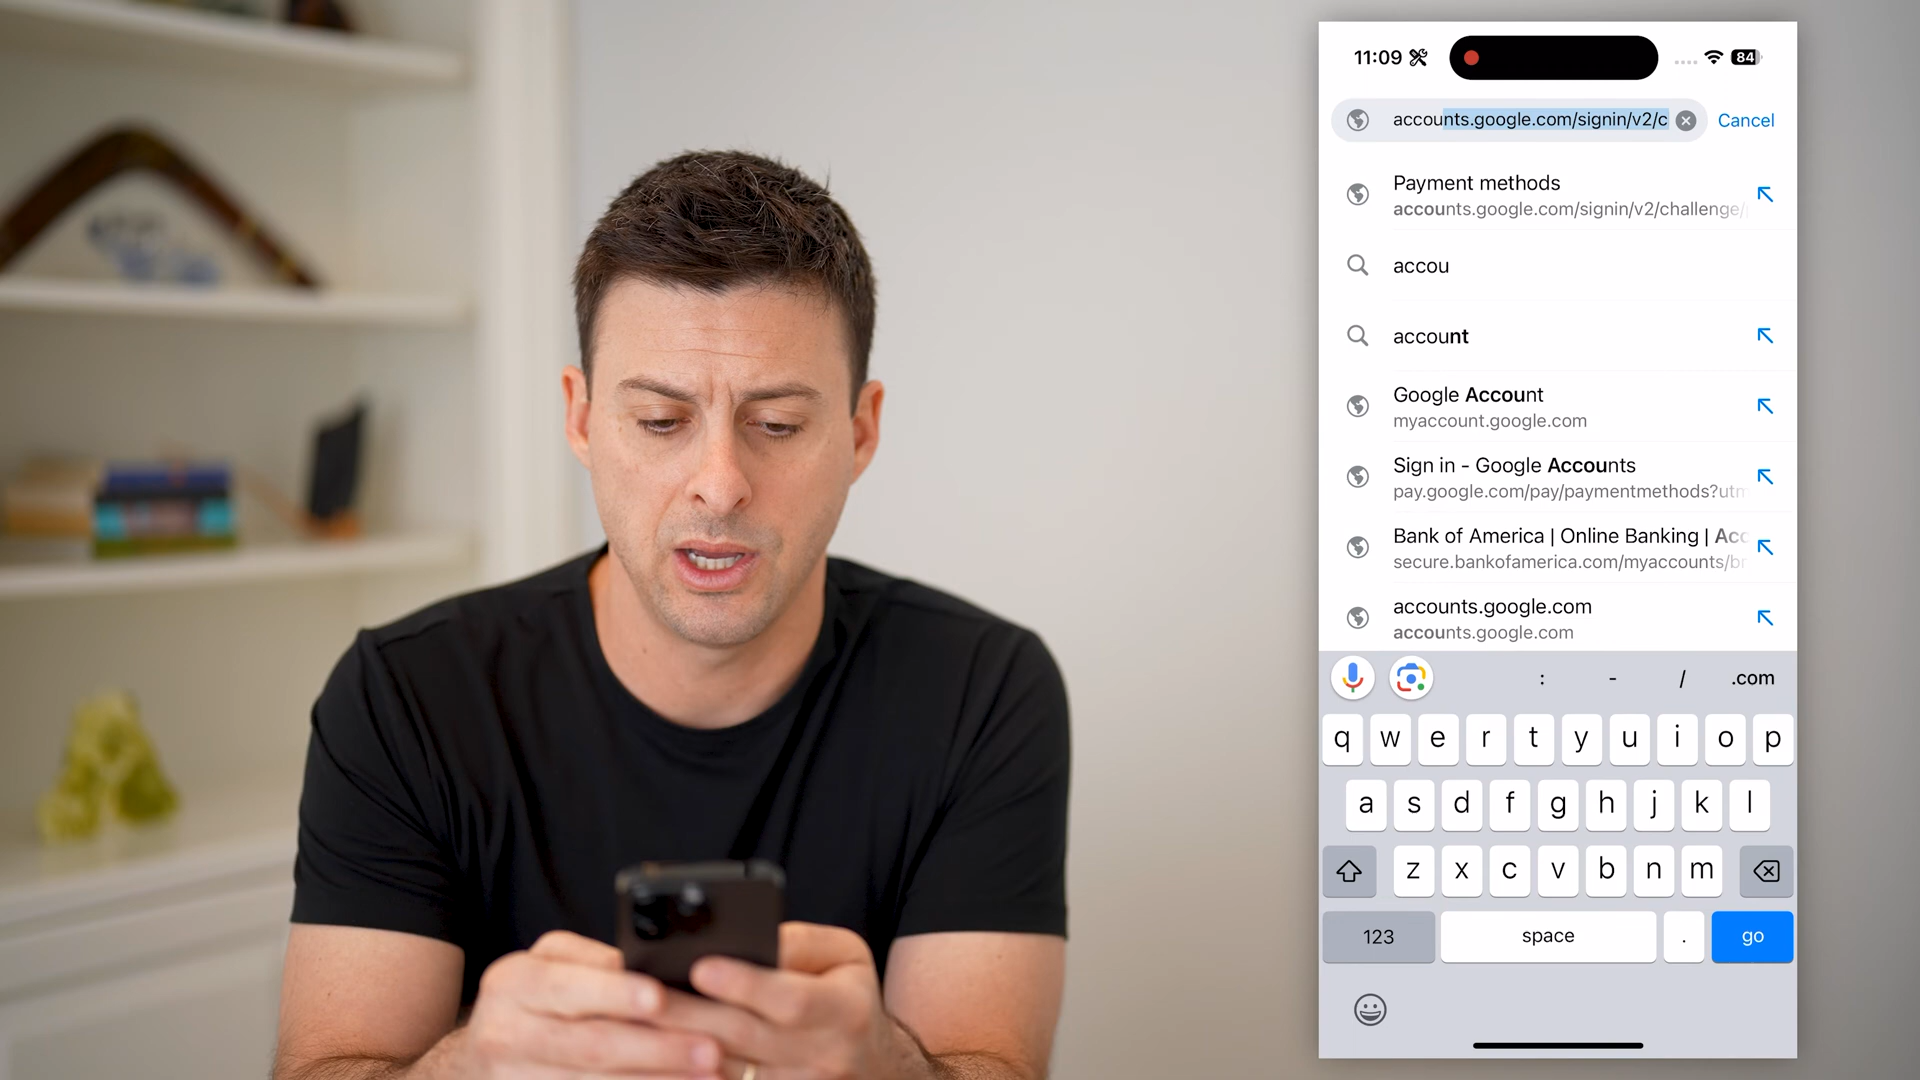 11:09
84
accounts.google.com/signin/v2/c
Cancel
Payment methods
accounts.google.com/signin/v2/challenge/
accou
account
Google Account
myaccount.google.com
Sign in - Google Accounts
pay.google.com/pay/paymentmethods?utm
Bank of America | Online Banking | Acc
secure.bankofamerica.com/myaccounts/br
accounts.google.com
accounts.google.com
: - / .com
q w e r t y u i o p
a s d f g h j k l
z x c v b n m
123 space . go